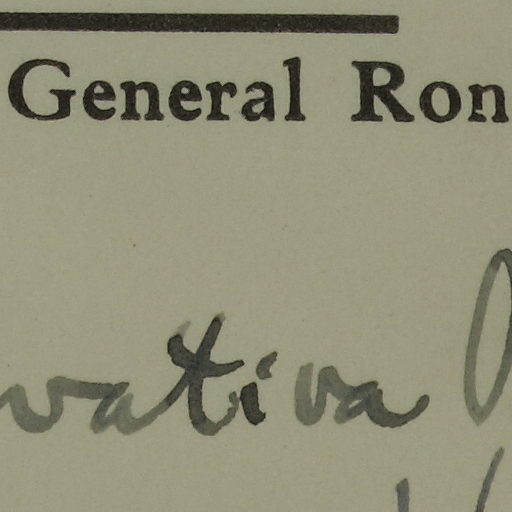 General Ron
vativa